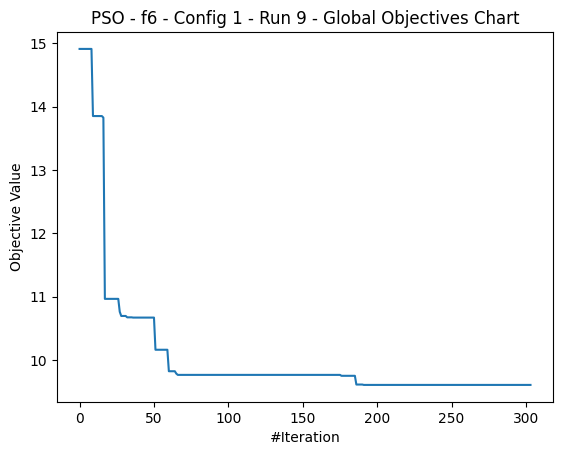 PSO - f6 - Config 1 - Run 9 - Global Objectives Chart
15
14
13
12
11
10
Objective Value
0 50 100 150 200 250 300
#Iteration